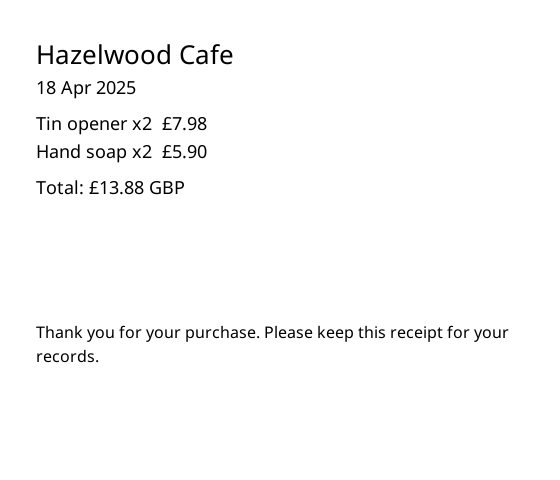 Hazelwood Cafe
18 Apr 2025
Tin opener x2 £7.98
Hand soap x2 £5.90
Total: £13.88 GBP
Thank you for your purchase. Please keep this receipt for your
records.